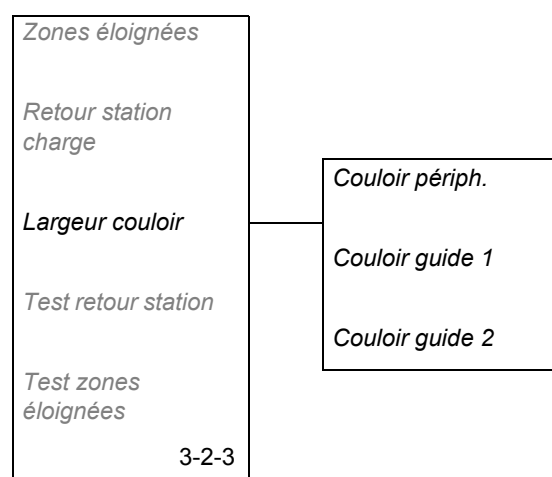 Zones éloignées
Retour station
charge
Largeur couloir
Test retour station
Test zones
éloignées
3-2-3
Couloir périph.
Couloir guide 1
Couloir guide 2